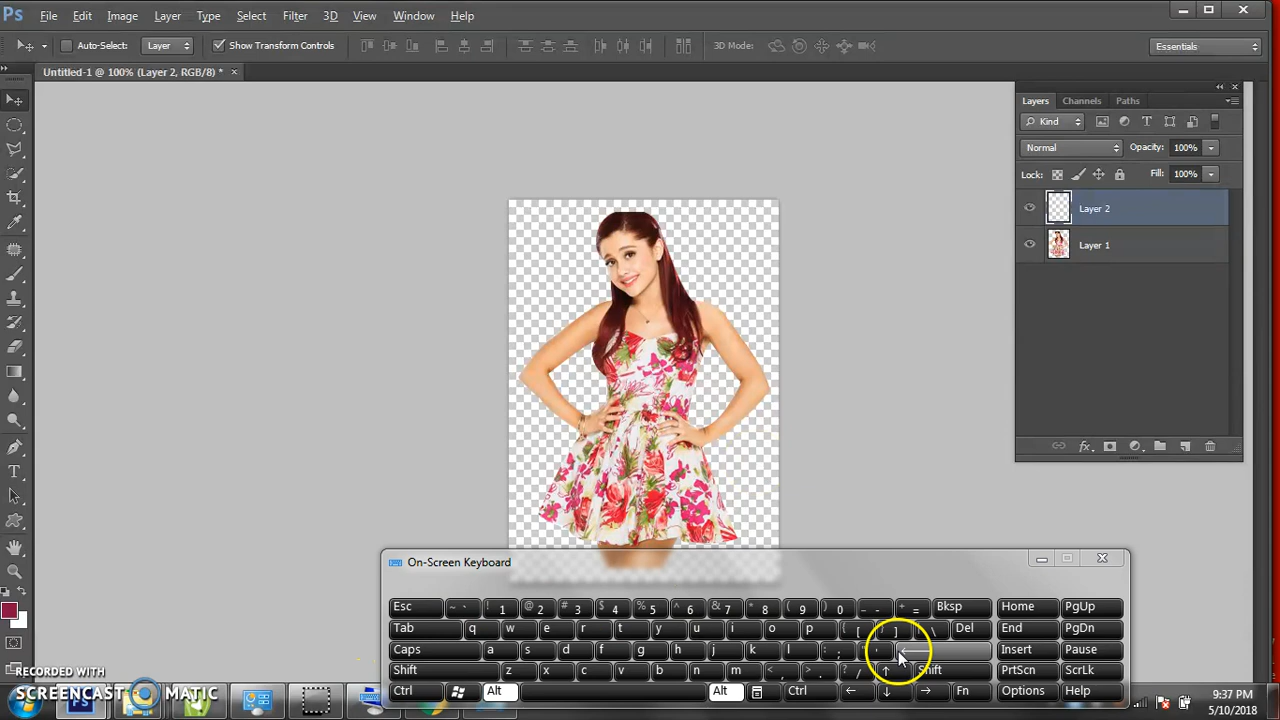 Ps File Edit Image Layer Type Select Filter 3D View Window Help
Auto-Select: Layer Show Transform Controls 3D Mode: Essentials
Untitled-1 @ 100% (Layer 2, RGB/8) * ×
Layers Channels Paths
Kind
Normal Opacity: 100%
Lock: Fill: 100%
Layer 2
Layer 1
fx
On-Screen Keyboard
Esc ~ ` ! 1 @ 2 # 3 $ 4 % 5 ^ 6 & 7 * 8 ( 9 ) 0 _ - + = Bksp Home PgUp
Tab q w e r t y u i o p { [ } ] | \ Del End PgDn
Caps a s d f g h j k l : ; ' Insert Pause
Shift z x c v b n m < , > . ? / Shift PrtScn ScrLk
Ctrl Alt Alt Ctrl Fn Options Help
RECORDED WITH
SCREENCAST MATIC
Ps
9:37 PM
5/10/2018